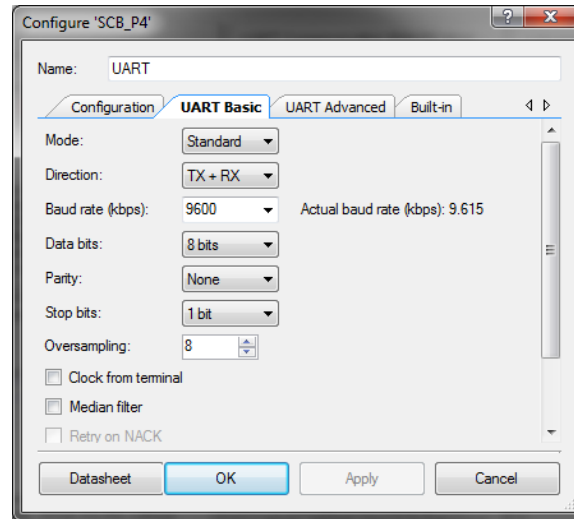 Configure 'SCB_P4'
Name: UART
Configuration UART Basic UART Advanced Built-in
Mode: Standard
Direction: TX + RX
Baud rate (kbps): 9600 Actual baud rate (kbps): 9.615
Data bits: 8 bits
Parity: None
Stop bits: 1 bit
Oversampling: 8
Clock from terminal
Median filter
Retry on NACK
Datasheet OK Apply Cancel